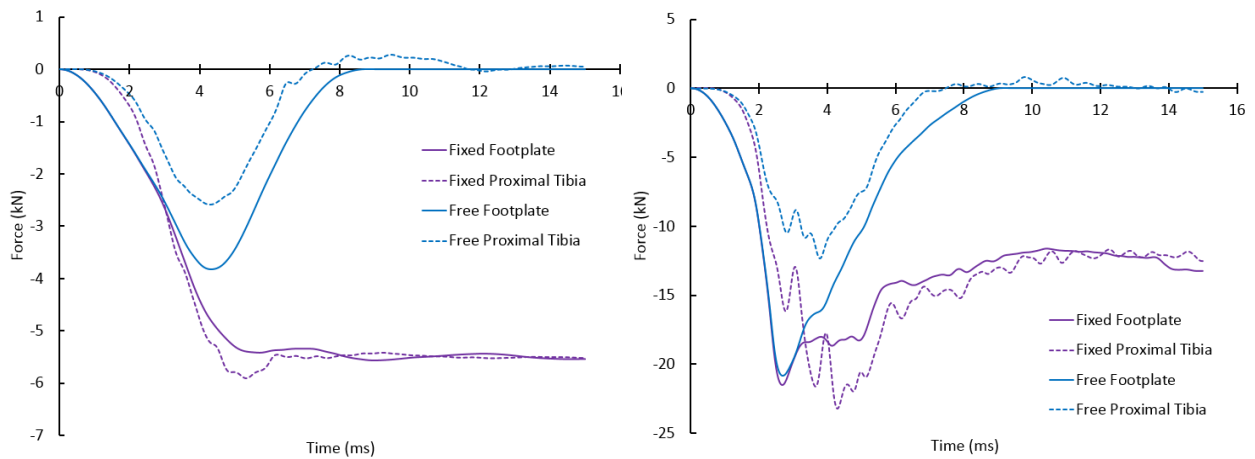 1
0
0 2 4 6 8 10 12 14 16
-1
-2
-3
-4
-5
-6
-7
Force (kN)
Time (ms)
Fixed Footplate
Fixed Proximal Tibia
Free Footplate
Free Proximal Tibia
5
0
0 2 4 6 8 10 12 14 16
-5
-10
-15
-20
-25
Force (kN)
Time (ms)
Fixed Footplate
Fixed Proximal Tibia
Free Footplate
Free Proximal Tibia